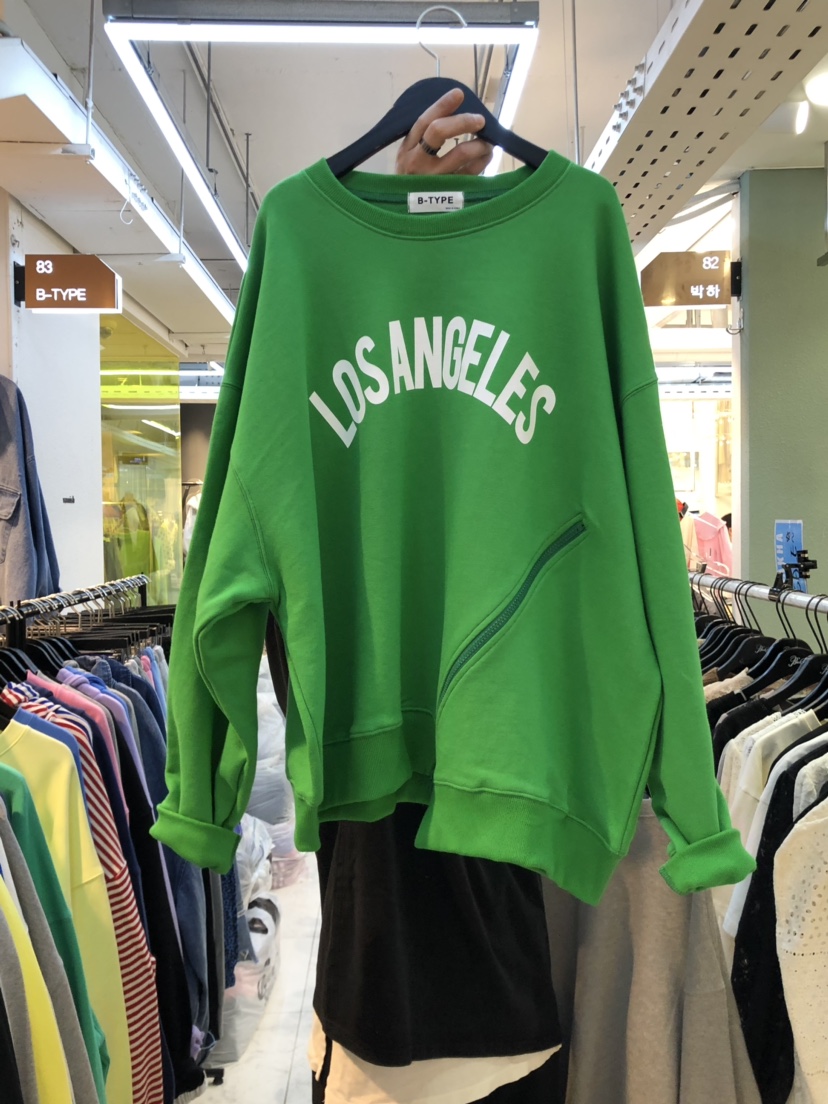 B-TYPE
83
B-TYPE
82
박하
LOS ANGELES